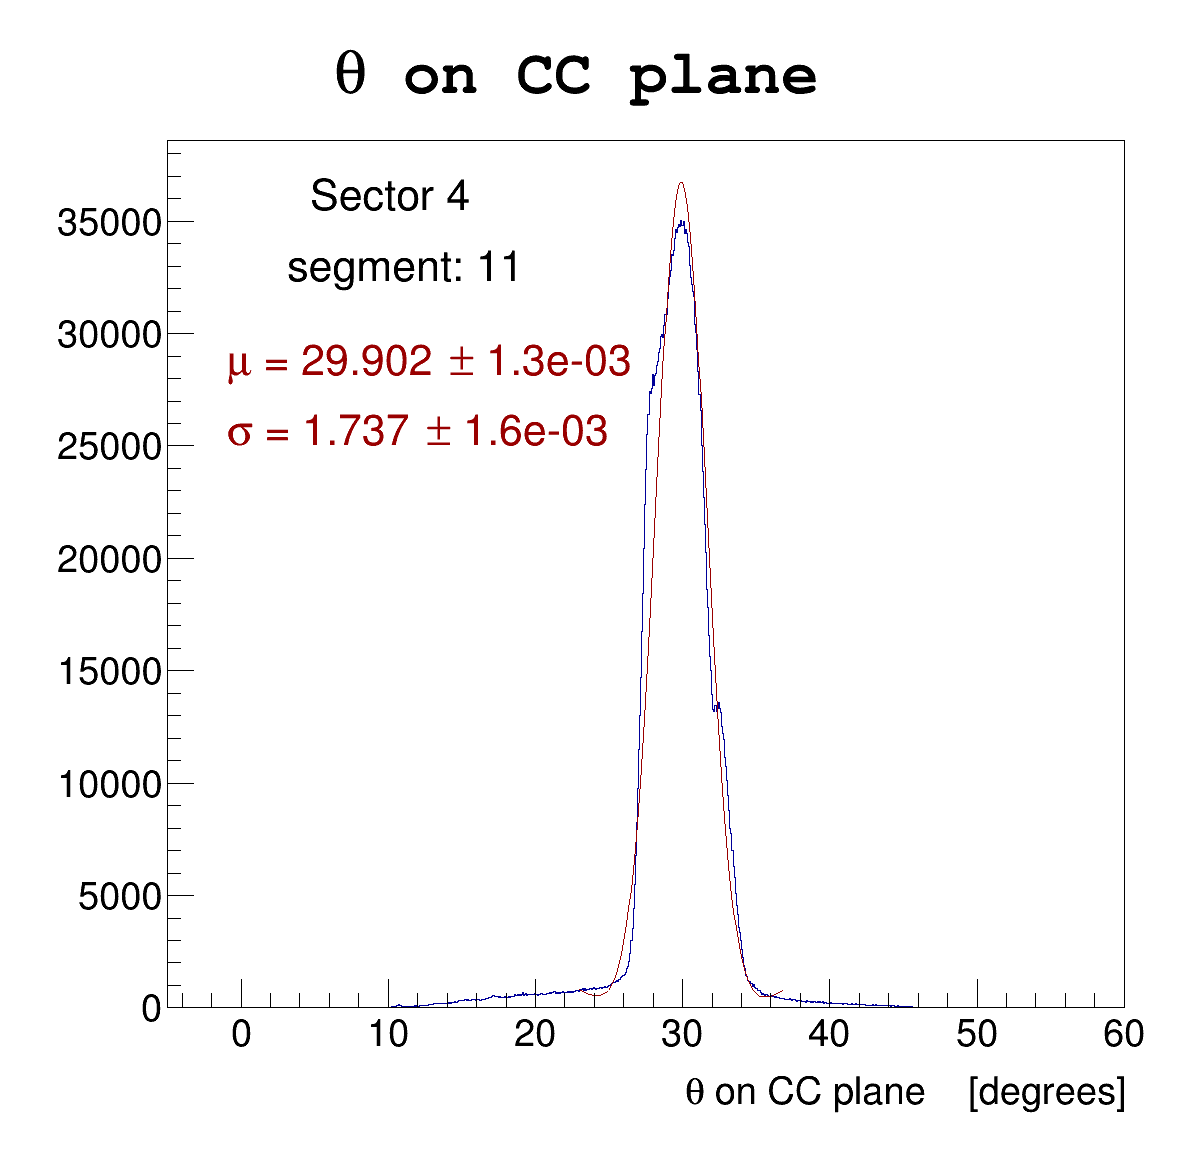 θ on CC plane
Sector 4
segment: 11
μ = 29.902 ± 1.3e-03
σ = 1.737 ± 1.6e-03
35000
30000
25000
20000
15000
10000
5000
0
0 10 20 30 40 50 60
θ on CC plane [degrees]